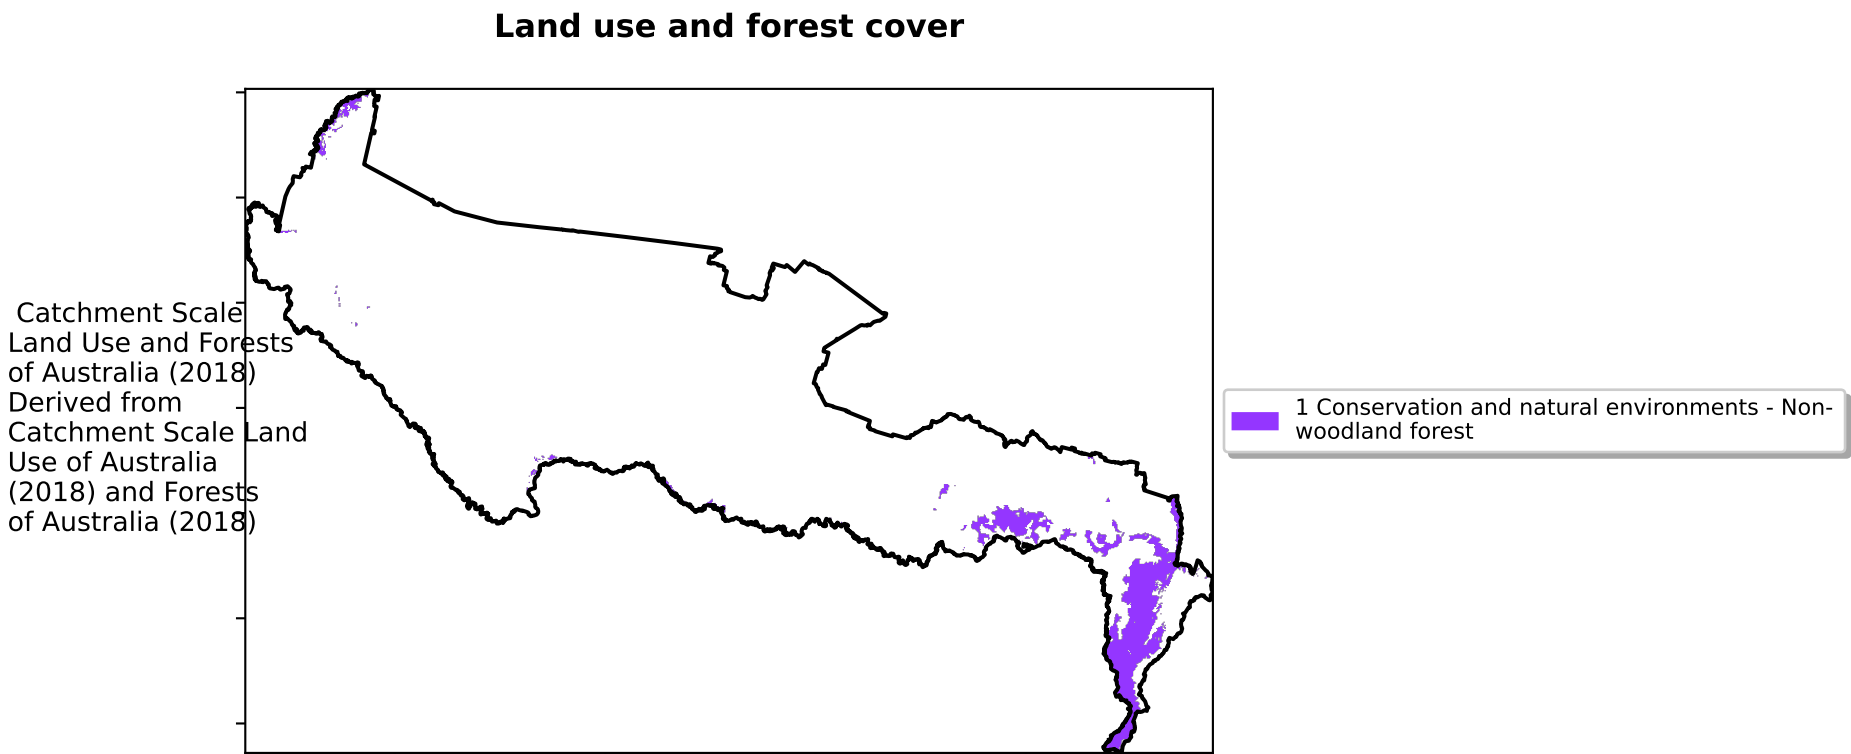 Land use and forest cover
Catchment Scale
Land Use and Forests
of Australia (2018)
Derived from
Catchment Scale Land
Use of Australia
(2018) and Forests
of Australia (2018)
1 Conservation and natural environments - Non-
woodland forest